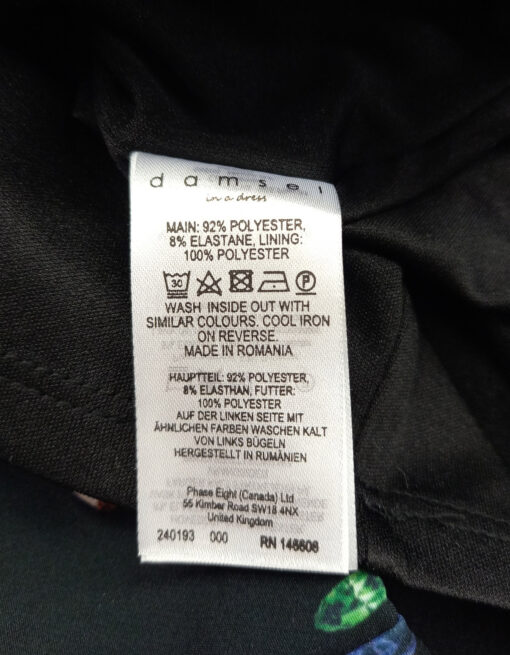 damsel
in a dress
MAIN: 92% POLYESTER,
8% ELASTANE, LINING:
100% POLYESTER
30 P
WASH INSIDE OUT WITH
SIMILAR COLOURS. COOL IRON
ON REVERSE.
MADE IN ROMANIA
HAUPTTEIL: 92% POLYESTER,
8% ELASTHAN, FUTTER:
100% POLYESTER
AUF DER LINKEN SEITE MIT
ÄHNLICHEN FARBEN WASCHEN KALT
VON LINKS BÜGELN
HERGESTELLT IN RUMÄNIEN
Phase Eight (Canada) Ltd
55 Kimber Road SW18 4NX
United Kingdom
240193 000 RN 146608